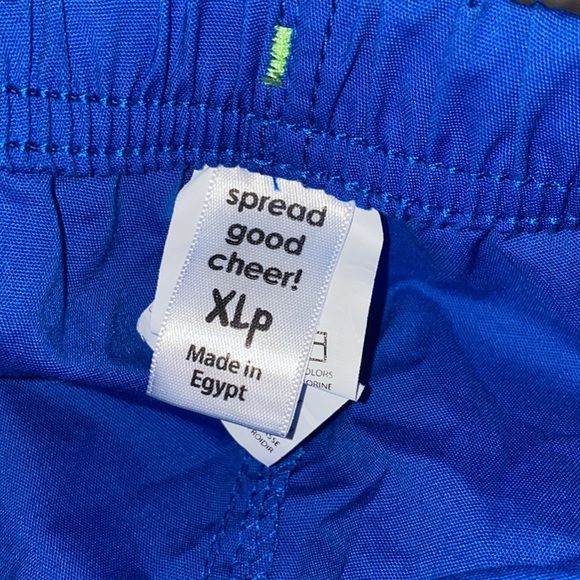 spread
good
cheer!
XLp
Made in
Egypt